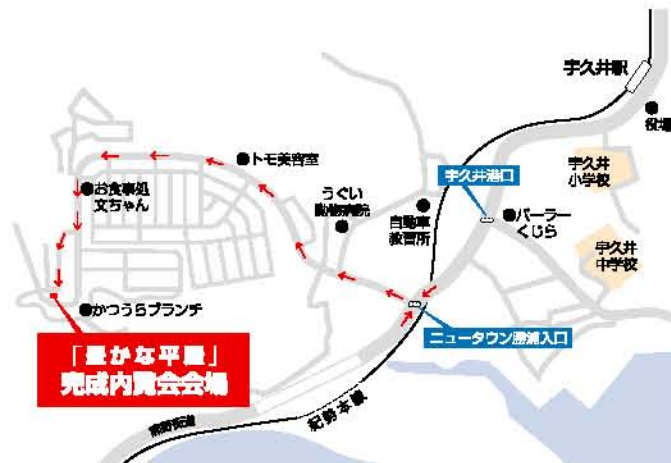 宇久井駅
役場
宇久井
小学校
トモ美容室
宇久井港口
お食事処
文ちゃん
うぐい
動物病院
自動車
教習所
パーラー
くじら
宇久井
中学校
かつうらブランチ
ニュータウン勝浦入口
「豊かな平屋」
完成内覧会会場
熊野街道
紀勢本線